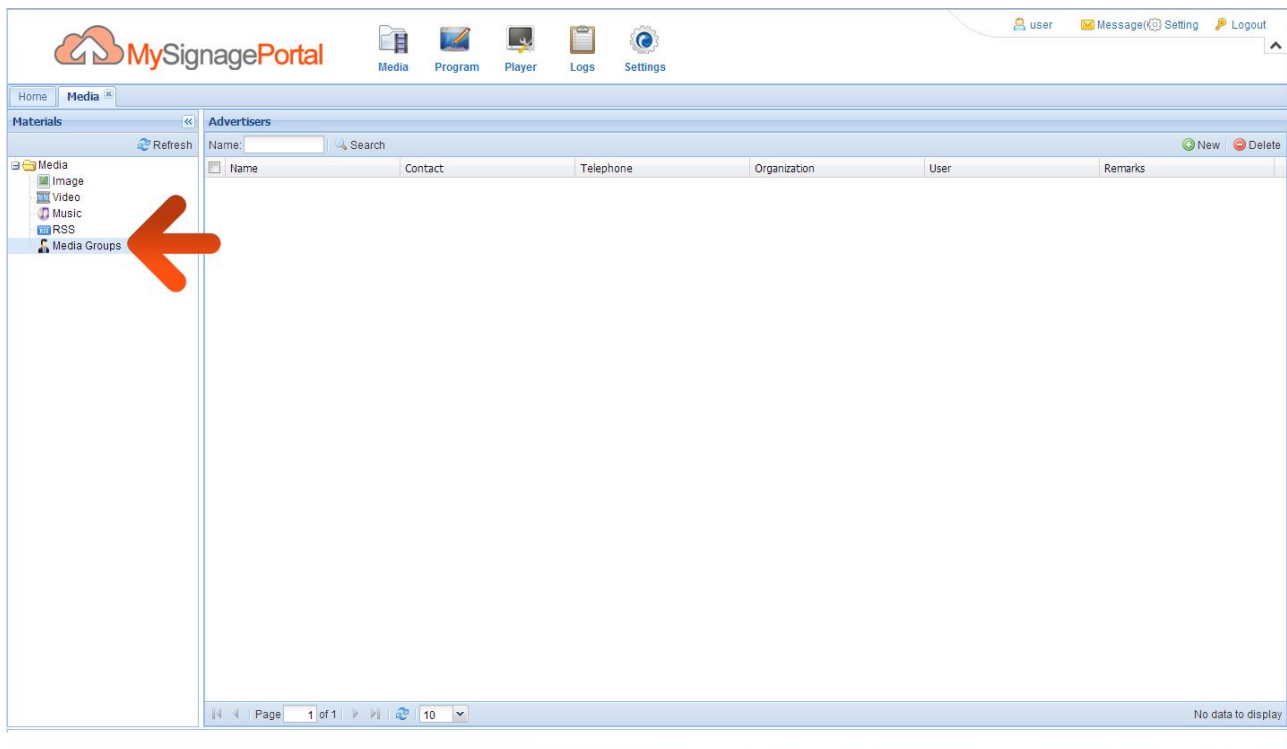 user Message( Setting Logout
MySignagePortal
Media Program Player Logs Settings
Home Media
Materials
Refresh
Media
Image
Video
Music
RSS
Media Groups
Advertisers
Name: Search New Delete
Name Contact Telephone Organization User Remarks
Page 1 of 1 10 No data to display